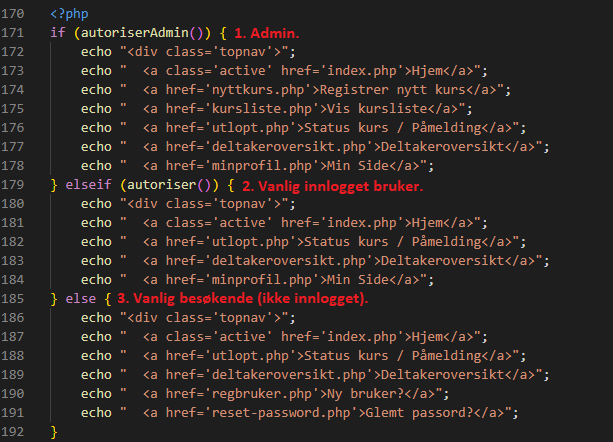 170 <?php
171 if (autoriserAdmin()) { 1. Admin.
172     echo "<div class='topnav'>";
173     echo "  <a class='active' href='index.php'>Hjem</a>";
174     echo "  <a href='nyttkurs.php'>Registrer nytt kurs</a>";
175     echo "  <a href='kursliste.php'>Vis kursliste</a>";
176     echo "  <a href='utlopt.php'>Status kurs / Påmelding</a>";
177     echo "  <a href='deltakeroversikt.php'>Deltakeroversikt</a>";
178     echo "  <a href='minprofil.php'>Min Side</a>";
179 } elseif (autoriser()) { 2. Vanlig innlogget bruker.
180     echo "<div class='topnav'>";
181     echo "  <a class='active' href='index.php'>Hjem</a>";
182     echo "  <a href='utlopt.php'>Status kurs / Påmelding</a>";
183     echo "  <a href='deltakeroversikt.php'>Deltakeroversikt</a>";
184     echo "  <a href='minprofil.php'>Min Side</a>";
185 } else { 3. Vanlig besøkende (ikke innlogget).
186     echo "<div class='topnav'>";
187     echo "  <a class='active' href='index.php'>Hjem</a>";
188     echo "  <a href='utlopt.php'>Status kurs / Påmelding</a>";
189     echo "  <a href='deltakeroversikt.php'>Deltakeroversikt</a>";
190     echo "  <a href='regbruker.php'>Ny bruker?</a>";
191     echo "  <a href='reset-password.php'>Glemt passord?</a>";
192 }